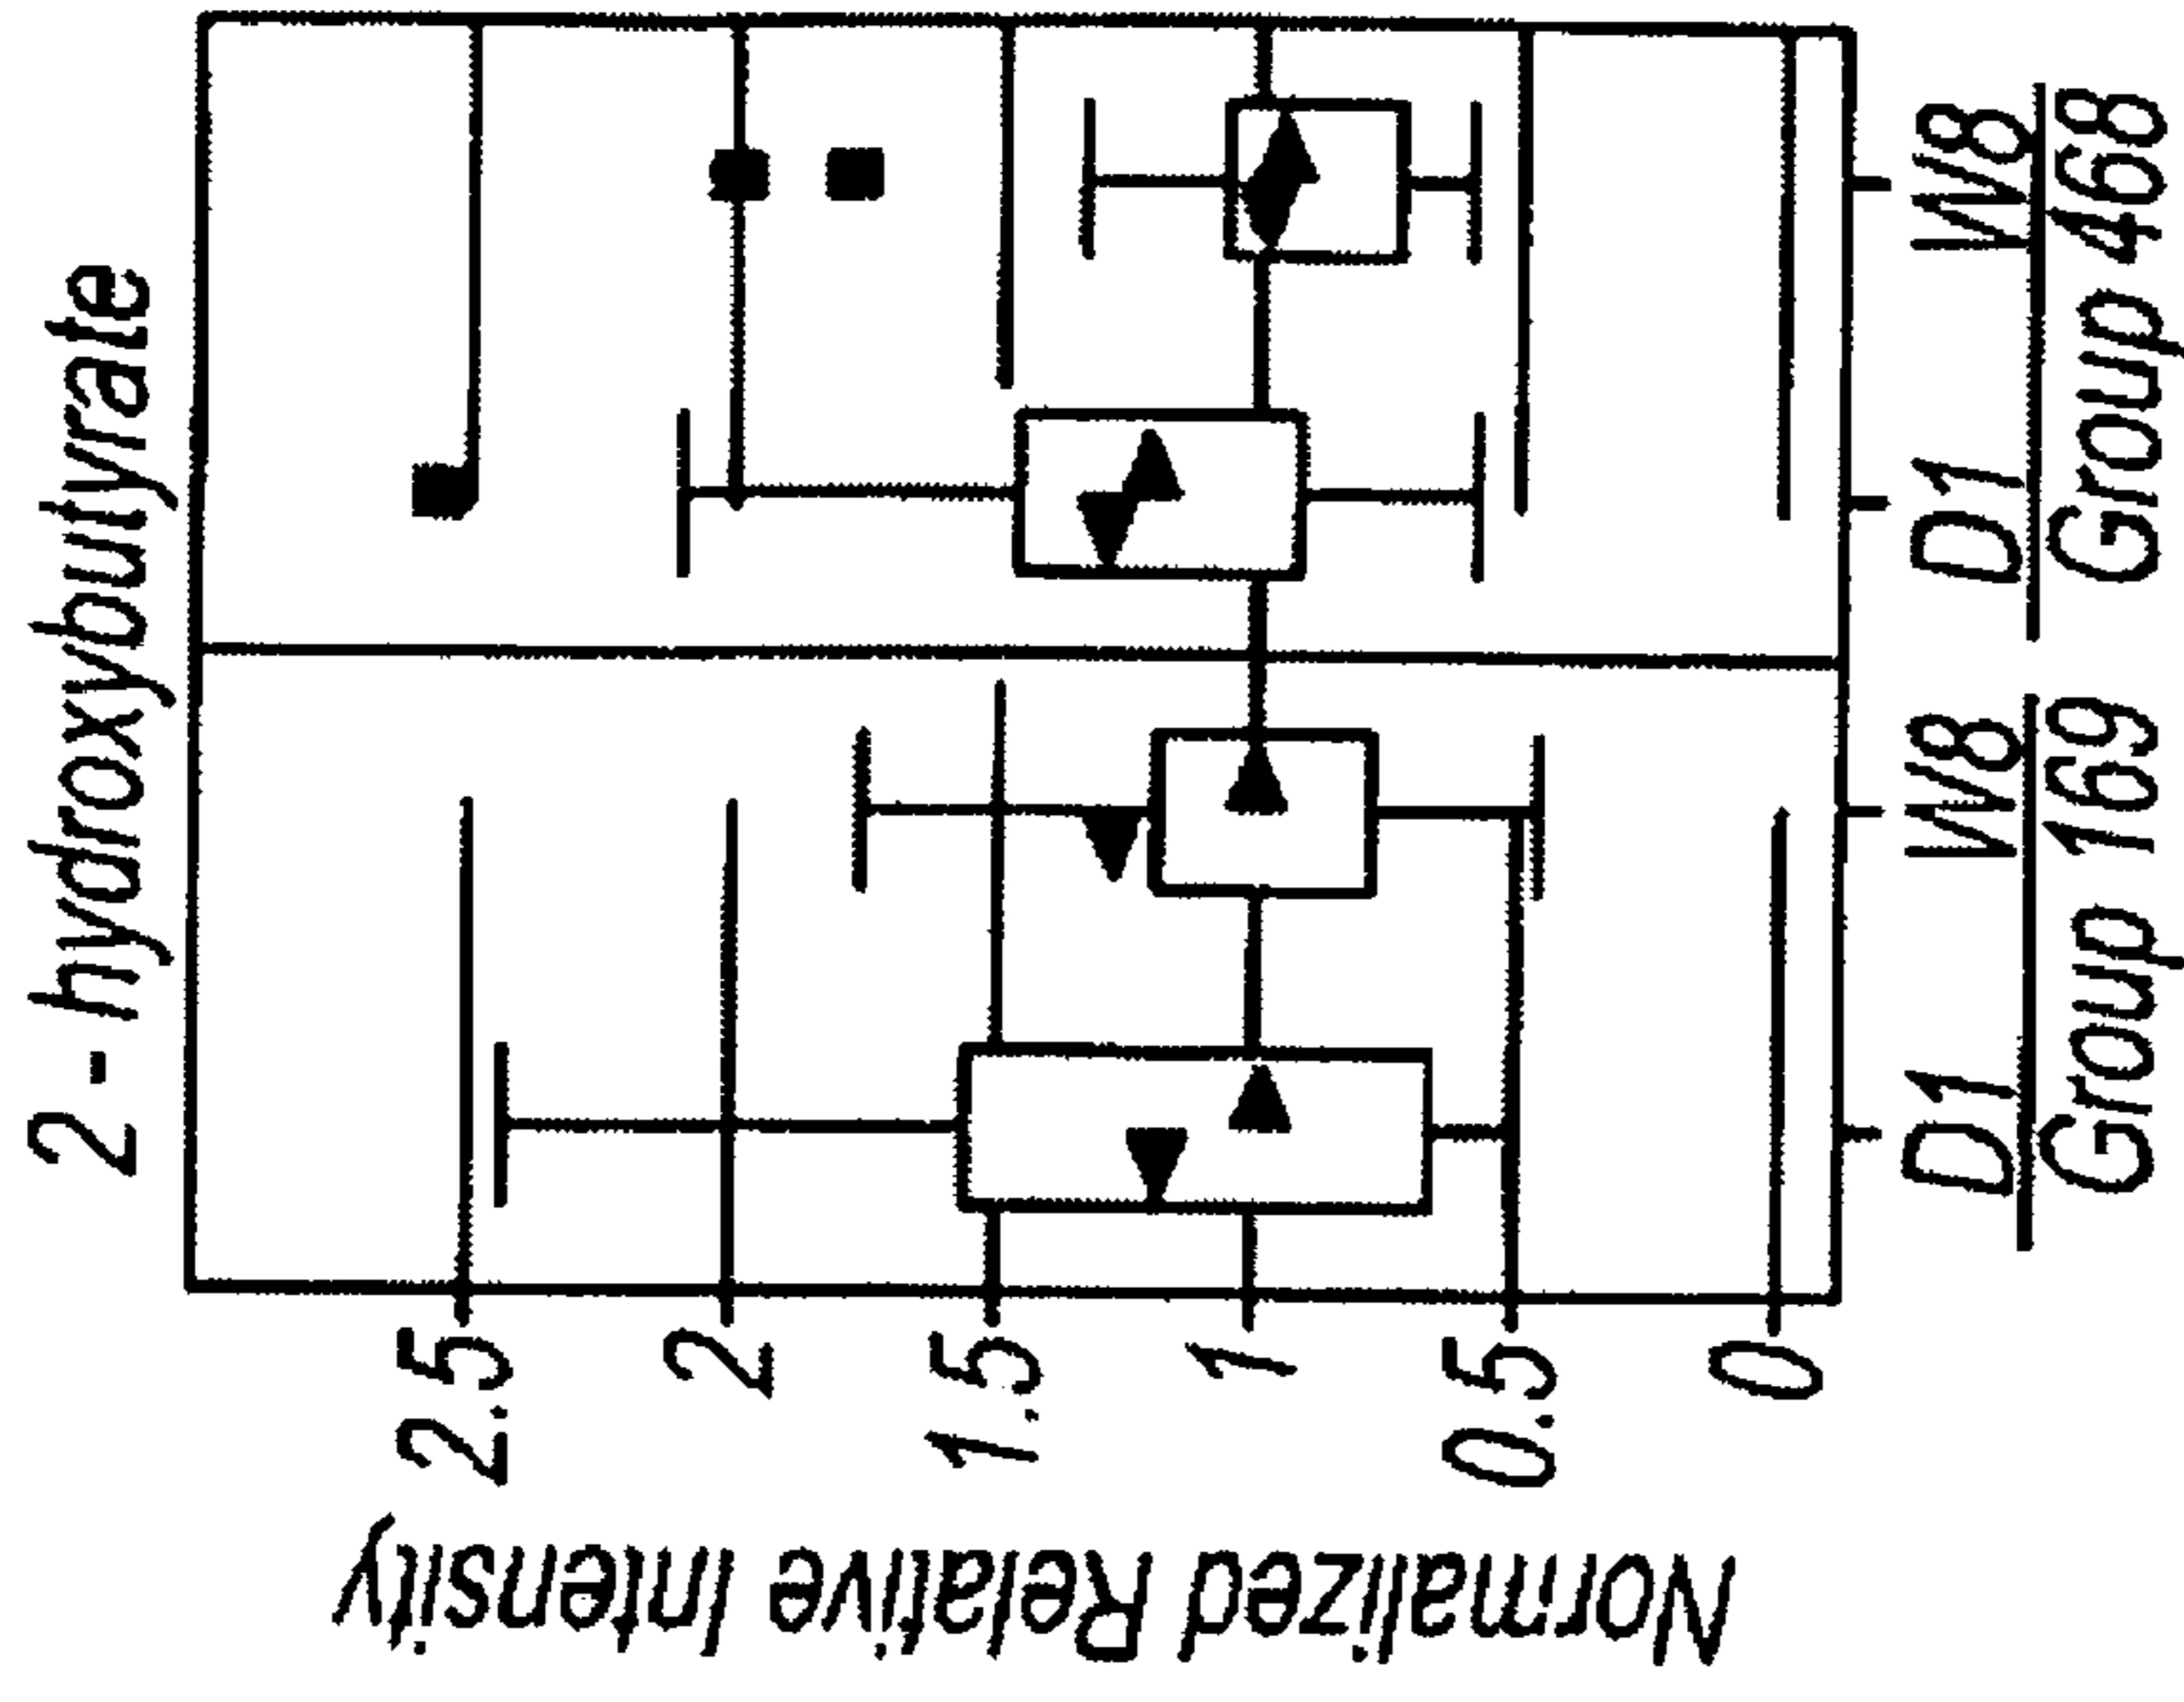 2 - hydroxybutyrate
Normalized Relative Intensity
2.5
2
1.5
1
0.5
0
D1 W8 D1 W8
Group 169 Group 468